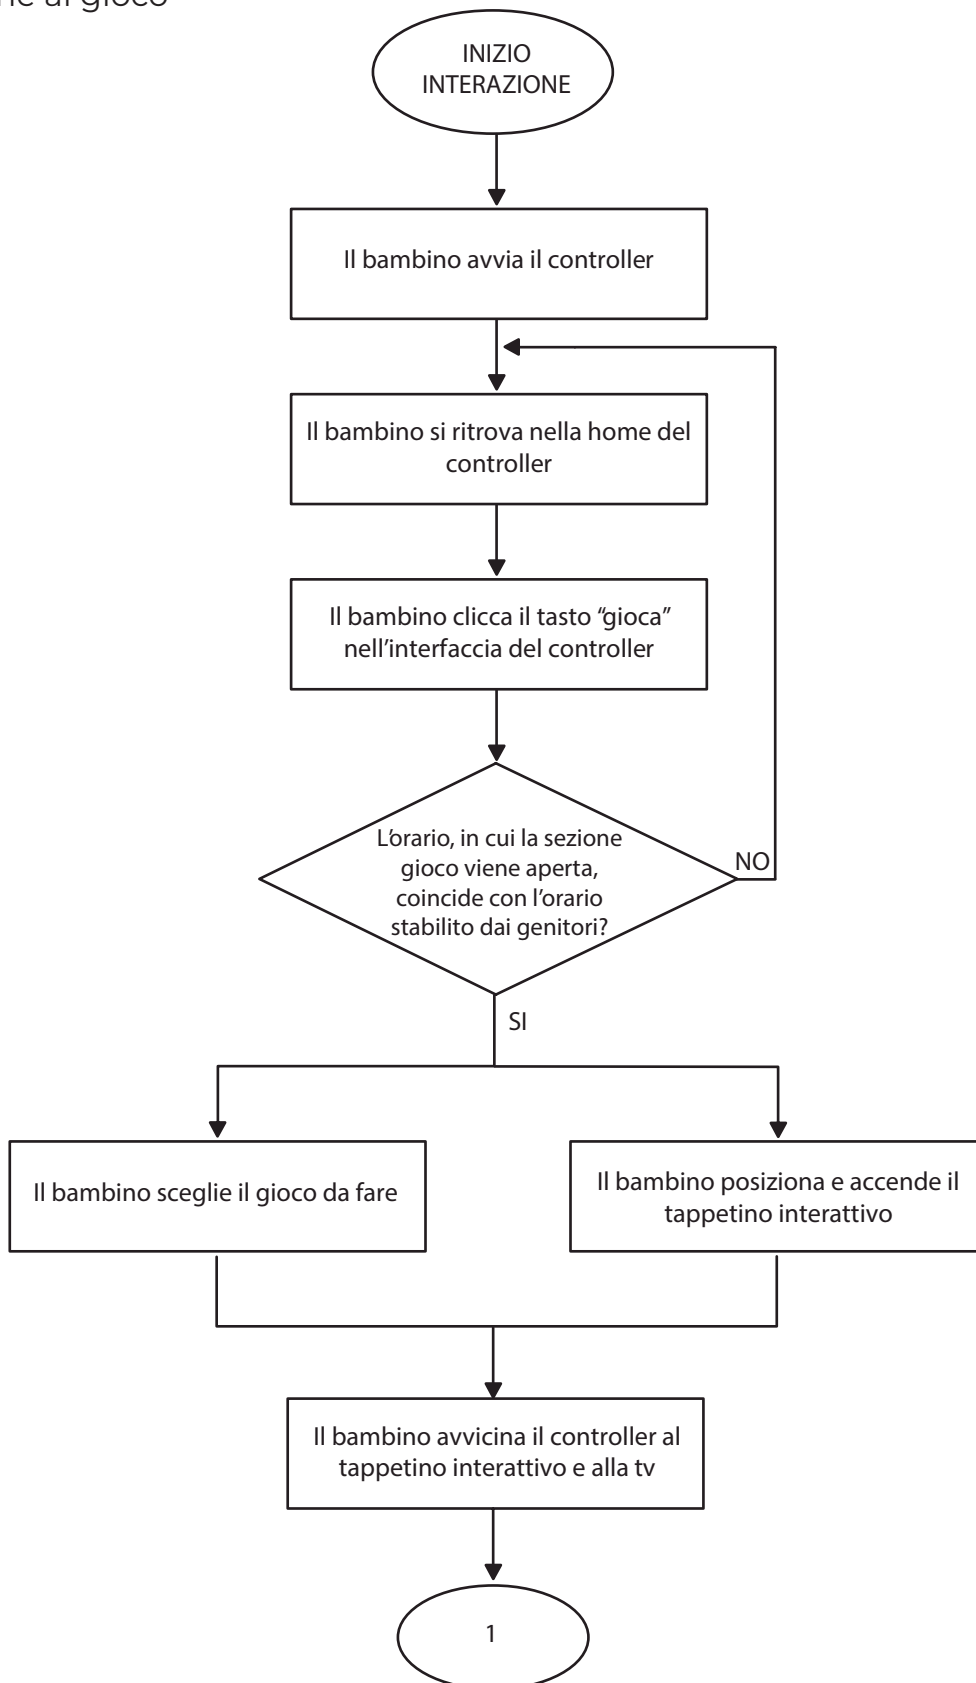 al gioco
INIZIO
INTERAZIONE
Il bambino avvia il controller
Il bambino si ritrova nella home del
controller
Il bambino clicca il tasto “gioca”
nell’interfaccia del controller
L’orario, in cui la sezione
gioco viene aperta,
coincide con l’orario
stabilito dai genitori?
NO
SI
Il bambino sceglie il gioco da fare
Il bambino posiziona e accende il
tappetino interattivo
Il bambino avvicina il controller al
tappetino interattivo e alla tv
1